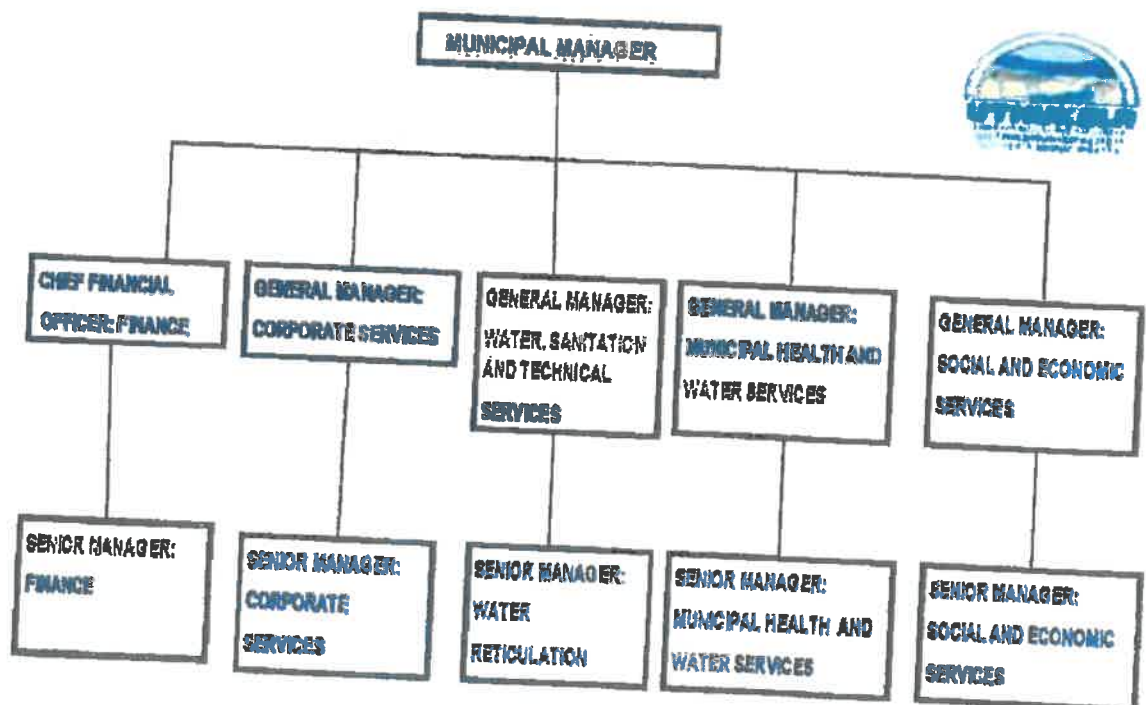 MUNICIPAL MANAGER
CHIEF FINANCIAL
OFFICER: FINANCE
GENERAL MANAGER:
CORPORATE SERVICES
GENERAL MANAGER:
WATER, SANITATION
AND TECHNICAL
SERVICES
GENERAL MANAGER:
MUNICIPAL HEALTH AND
WATER SERVICES
GENERAL MANAGER:
SOCIAL AND ECONOMIC
SERVICES
SENIOR MANAGER:
FINANCE
SENIOR MANAGER:
CORPORATE
SERVICES
SENIOR MANAGER:
WATER
RETICULATION
SENIOR MANAGER:
MUNICIPAL HEALTH AND
WATER SERVICES
SENIOR MANAGER:
SOCIAL AND ECONOMIC
SERVICES